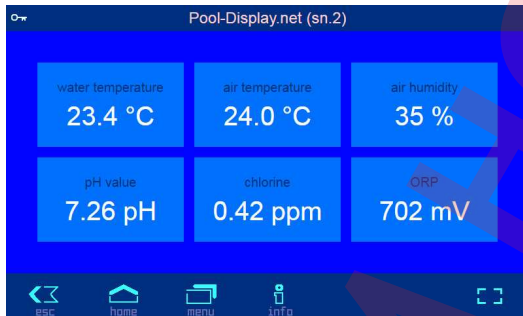 Pool-Display.net (sn.2)
water temperature air temperature air humidity
23.4 °C 24.0 °C 35 %
pH value chlorine ORP
7.26 pH 0.42 ppm 702 mV
esc home menu info